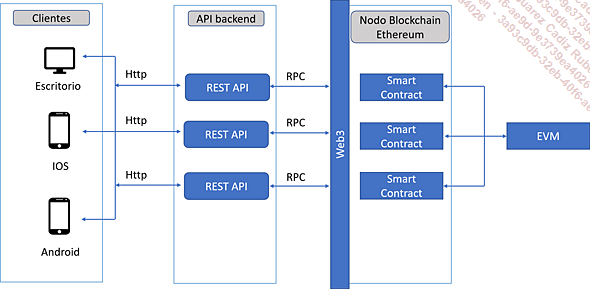 Clientes
API backend
Nodo Blockchain
Ethereum
Escritorio
IOS
Android
Http
Http
Http
REST API
REST API
REST API
RPC
RPC
RPC
Web3
Smart
Contract
Smart
Contract
Smart
Contract
EVM